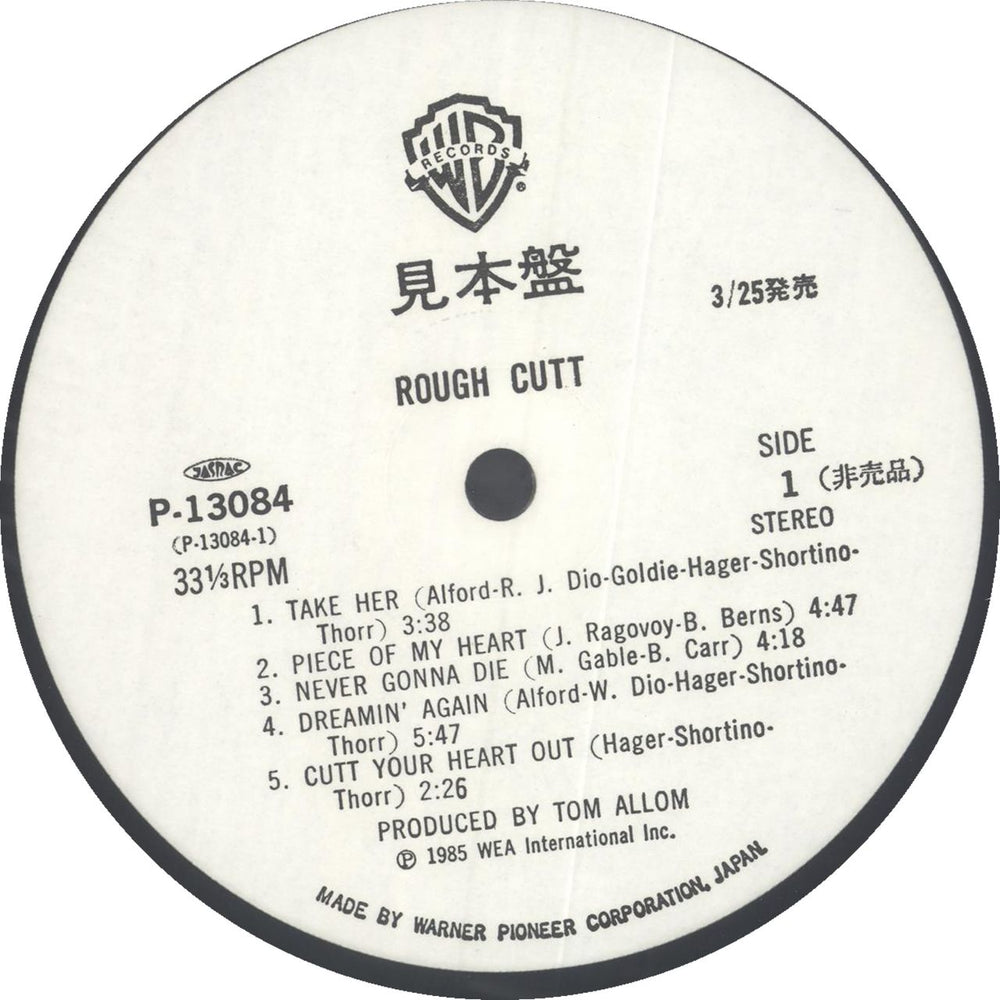 WB
RECORDS
®
見本盤
3/25発売
ROUGH CUTT
SIDE
1 (非売品)
STEREO
JASRAC
P-13084
(P-13084-1)
33⅓RPM
1. TAKE HER (Alford-R. J. Dio-Goldie-Hager-Shortino-
Thorr) 3:38
2. PIECE OF MY HEART (J. Ragovoy-B. Berns) 4:47
3. NEVER GONNA DIE (M. Gable-B. Carr) 4:18
4. DREAMIN' AGAIN (Alford-W. Dio-Hager-Shortino-
Thorr) 5:47
5. CUTT YOUR HEART OUT (Hager-Shortino-
Thorr) 2:26
PRODUCED BY TOM ALLOM
℗ 1985 WEA International Inc.
MADE BY WARNER PIONEER CORPORATION, JAPAN.